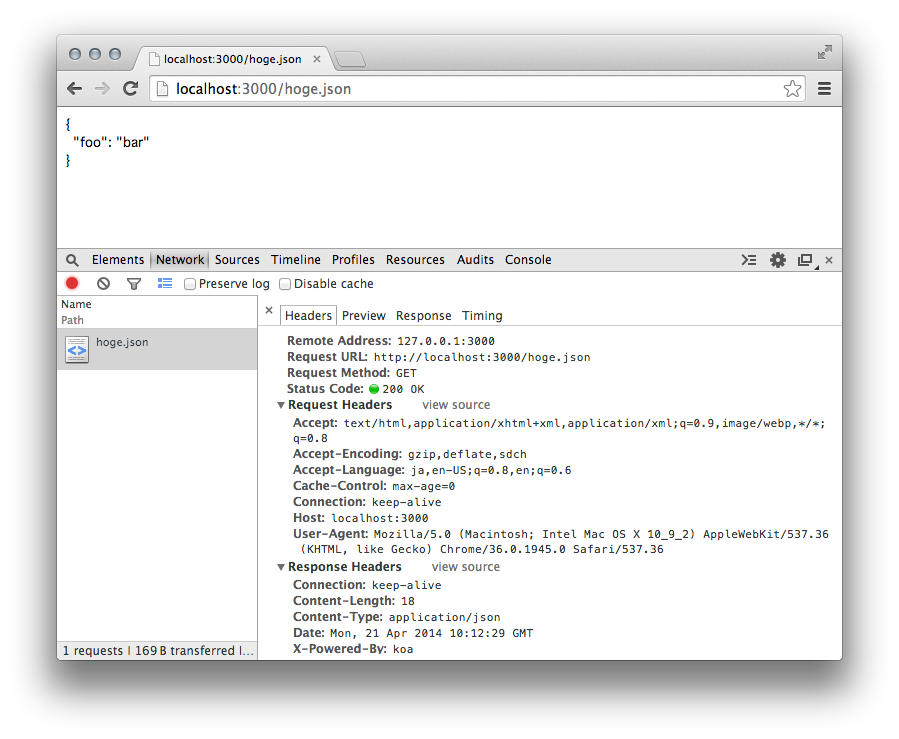 localhost:3000/hoge.json
localhost:3000/hoge.json
{
"foo": "bar"
}
Elements Network Sources Timeline Profiles Resources Audits Console
Preserve log Disable cache
Name
Path
hoge.json
1 requests | 169 B transferred |...
Headers Preview Response Timing
Remote Address: 127.0.0.1:3000
Request URL: http://localhost:3000/hoge.json
Request Method: GET
Status Code: 200 OK
Request Headers view source
Accept: text/html,application/xhtml+xml,application/xml;q=0.9,image/webp,*/*;
q=0.8
Accept-Encoding: gzip,deflate,sdch
Accept-Language: ja,en-US;q=0.8,en;q=0.6
Cache-Control: max-age=0
Connection: keep-alive
Host: localhost:3000
User-Agent: Mozilla/5.0 (Macintosh; Intel Mac OS X 10_9_2) AppleWebKit/537.36
(KHTML, like Gecko) Chrome/36.0.1945.0 Safari/537.36
Response Headers view source
Connection: keep-alive
Content-Length: 18
Content-Type: application/json
Date: Mon, 21 Apr 2014 10:12:29 GMT
X-Powered-By: koa